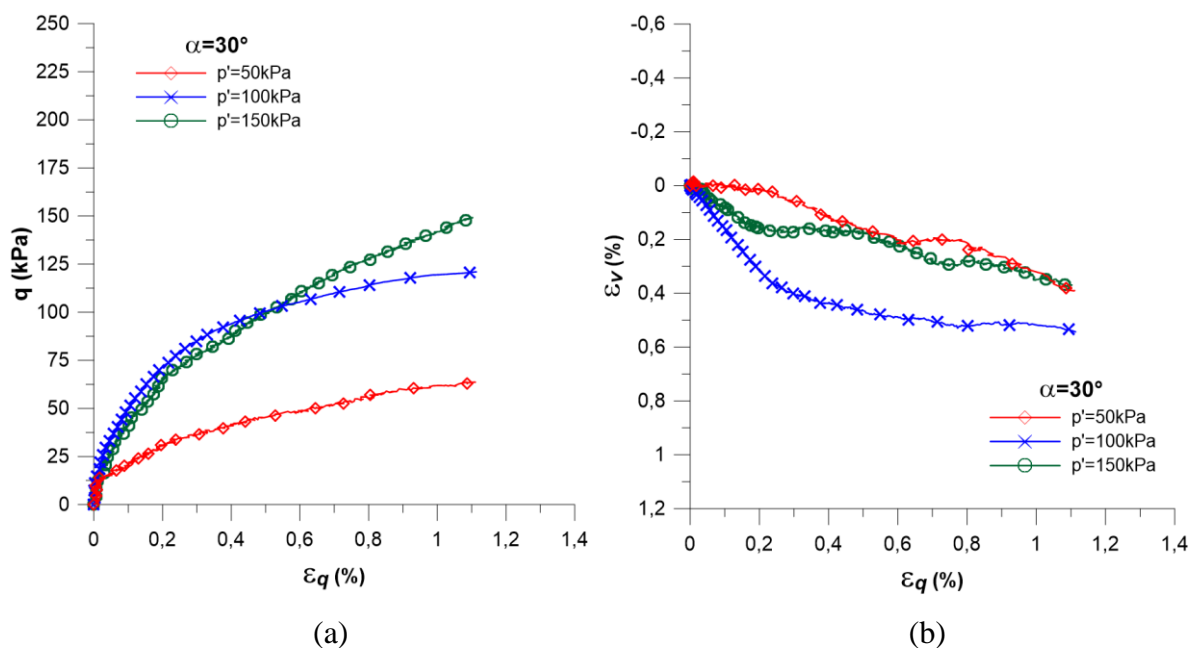 250
225
200
175
150
125
100
75
50
25
0
q (kPa)
α=30°
p'=50kPa
p'=100kPa
p'=150kPa
0 0,2 0,4 0,6 0,8 1 1,2 1,4
εq (%)
(a)
-0,6
-0,4
-0,2
0
0,2
0,4
0,6
0,8
1
1,2
εv (%)
α=30°
p'=50kPa
p'=100kPa
p'=150kPa
0 0,2 0,4 0,6 0,8 1 1,2 1,4
εq (%)
(b)